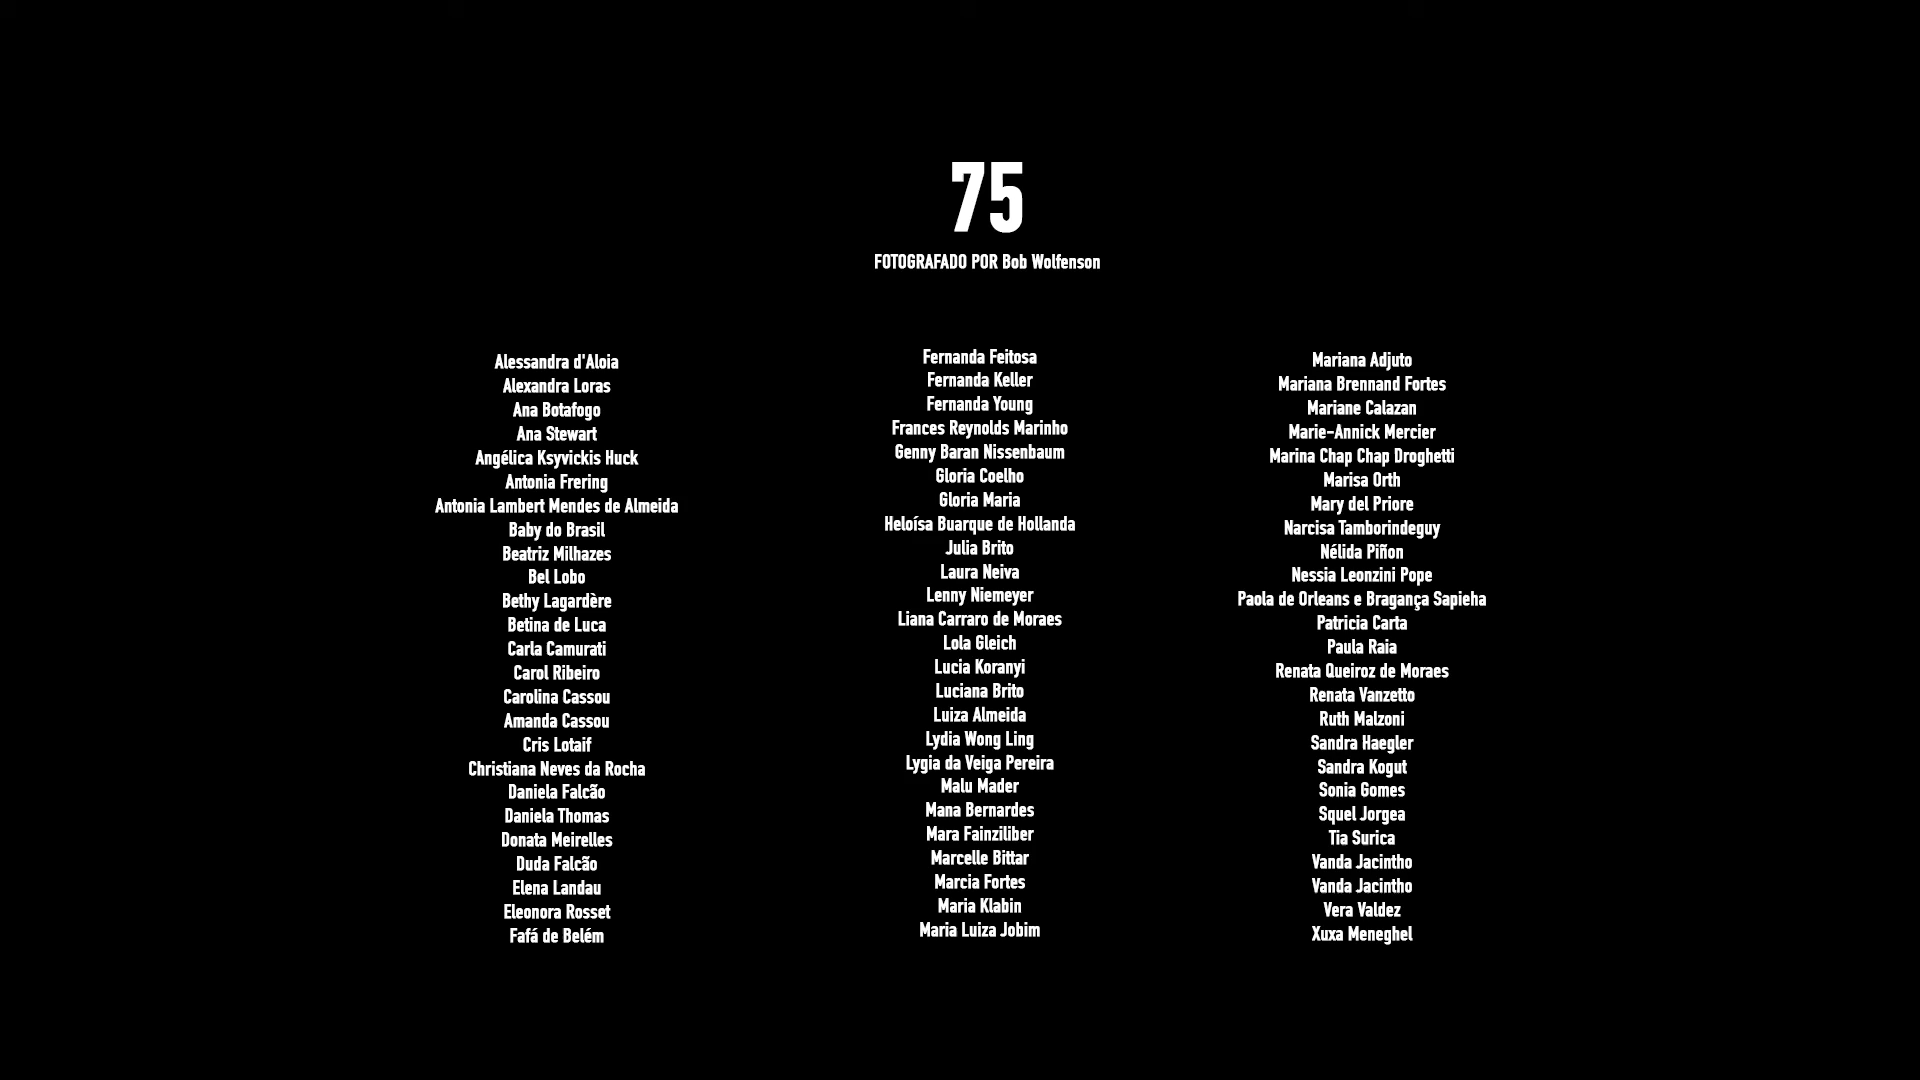 75
FOTOGRAFADO POR Bob Wolfenson
Alessandra d'Aloia
Alexandra Loras
Ana Botafogo
Ana Stewart
Angélica Ksyvickis Huck
Antonia Frering
Antonia Lambert Mendes de Almeida
Baby do Brasil
Beatriz Milhazes
Bel Lobo
Bethy Lagardère
Betina de Luca
Carla Camurati
Carol Ribeiro
Carolina Cassou
Amanda Cassou
Cris Lotaif
Christiana Neves da Rocha
Daniela Falcão
Daniela Thomas
Donata Meirelles
Duda Falcão
Elena Landau
Eleonora Rosset
Fafá de Belém
Fernanda Feitosa
Fernanda Keller
Fernanda Young
Frances Reynolds Marinho
Genny Baran Nissenbaum
Gloria Coelho
Gloria Maria
Heloísa Buarque de Hollanda
Julia Brito
Laura Neiva
Lenny Niemeyer
Liana Carraro de Moraes
Lola Gleich
Lucia Koranyi
Luciana Brito
Luiza Almeida
Lydia Wong Ling
Lygia da Veiga Pereira
Malu Mader
Mana Bernardes
Mara Fainziliber
Marcelle Bittar
Marcia Fortes
Maria Klabin
Maria Luiza Jobim
Mariana Adjuto
Mariana Brennand Fortes
Mariane Calazan
Marie-Annick Mercier
Marina Chap Chap Droghetti
Marisa Orth
Mary del Priore
Narcisa Tamborindeguy
Nélida Piñon
Nessia Leonzini Pope
Paola de Orleans e Bragança Sapieha
Patricia Carta
Paula Raia
Renata Queiroz de Moraes
Renata Vanzetto
Ruth Malzoni
Sandra Haegler
Sandra Kogut
Sonia Gomes
Squel Jorgea
Tia Surica
Vanda Jacintho
Vanda Jacintho
Vera Valdez
Xuxa Meneghel